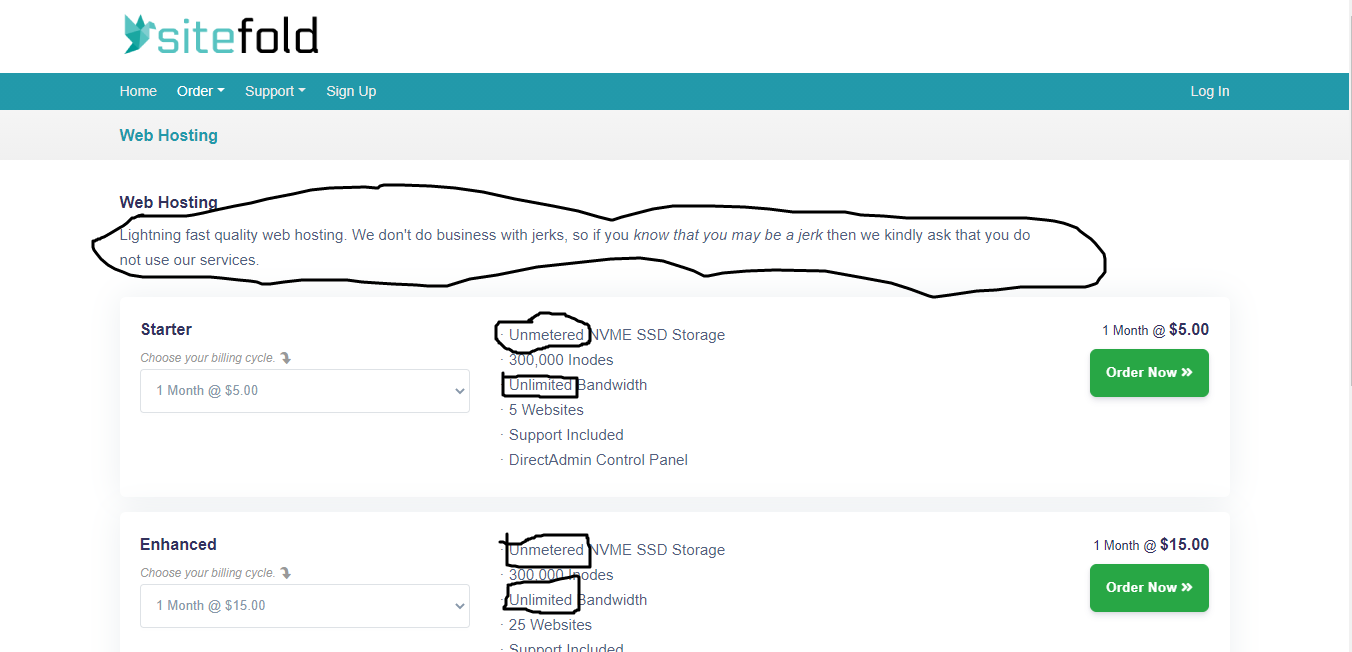 sitefold
Home Order Support Sign Up Log In
Web Hosting
Web Hosting
Lightning fast quality web hosting. We don't do business with jerks, so if you know that you may be a jerk then we kindly ask that you do
not use our services.
Starter
Choose your billing cycle.
1 Month @ $5.00
· Unmetered NVME SSD Storage
· 300,000 Inodes
· Unlimited Bandwidth
· 5 Websites
· Support Included
· DirectAdmin Control Panel
1 Month @ $5.00
Order Now »
Enhanced
Choose your billing cycle.
1 Month @ $15.00
· Unmetered NVME SSD Storage
· 300,000 Inodes
· Unlimited Bandwidth
· 25 Websites
· Support Included
1 Month @ $15.00
Order Now »